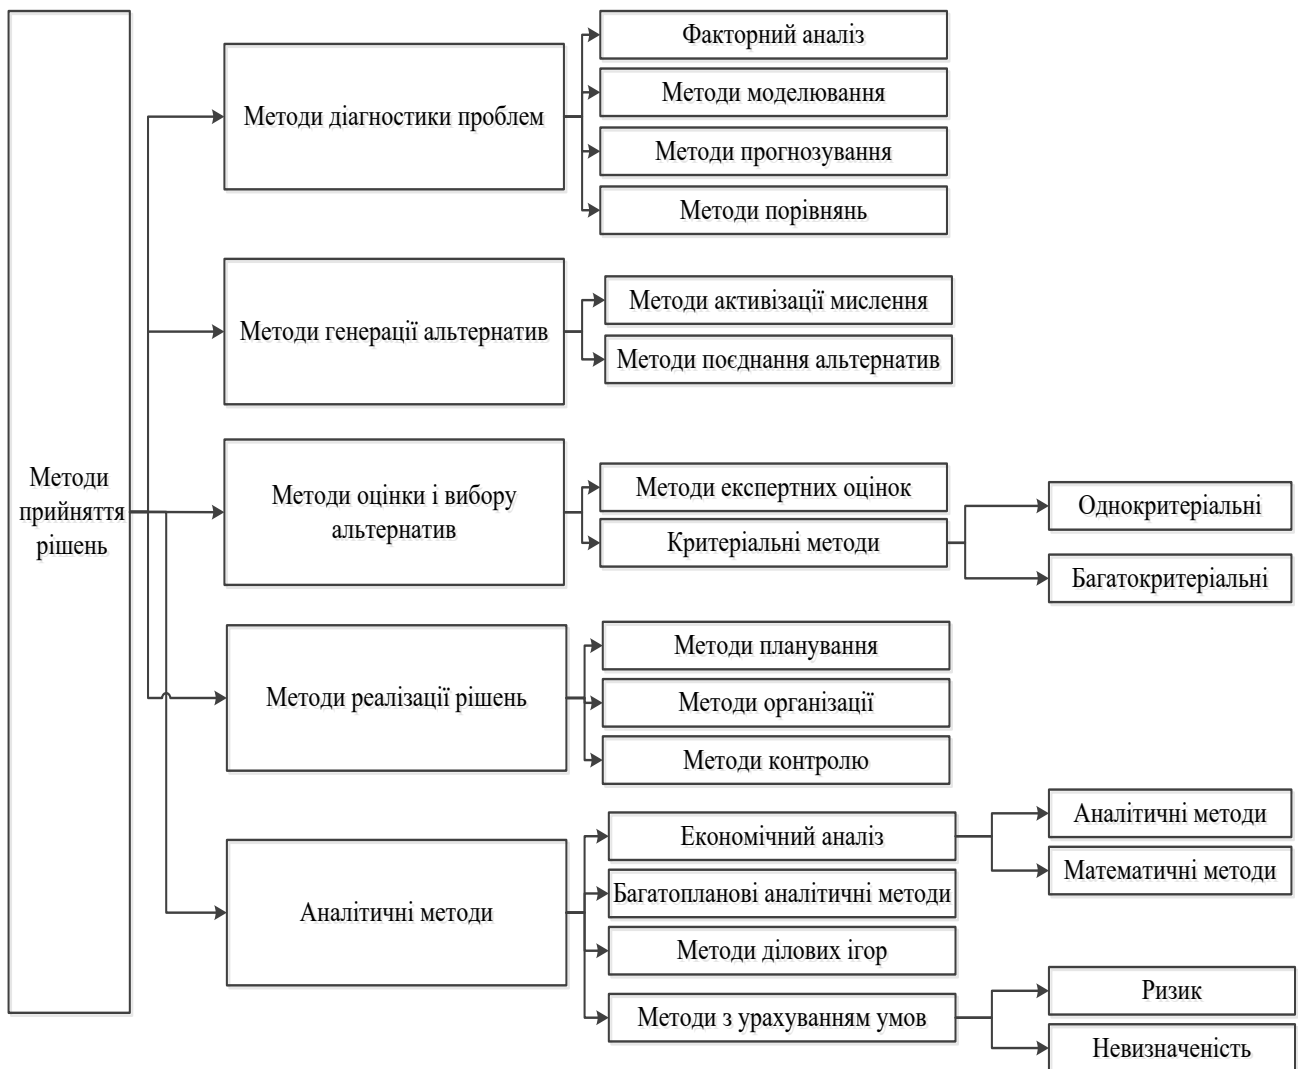 Методи
прийняття
рішень
Методи діагностики проблем
Факторний аналіз
Методи моделювання
Методи прогнозування
Методи порівнянь
Методи генерації альтернатив
Методи активізації мислення
Методи поєднання альтернатив
Методи оцінки і вибору
альтернатив
Методи експертних оцінок
Критеріальні методи
Однокритеріальні
Багатокритеріальні
Методи реалізації рішень
Методи планування
Методи організації
Методи контролю
Аналітичні методи
Економічний аналіз
Аналітичні методи
Математичні методи
Багатопланові аналітичні методи
Методи ділових ігор
Методи з урахуванням умов
Ризик
Невизначеність